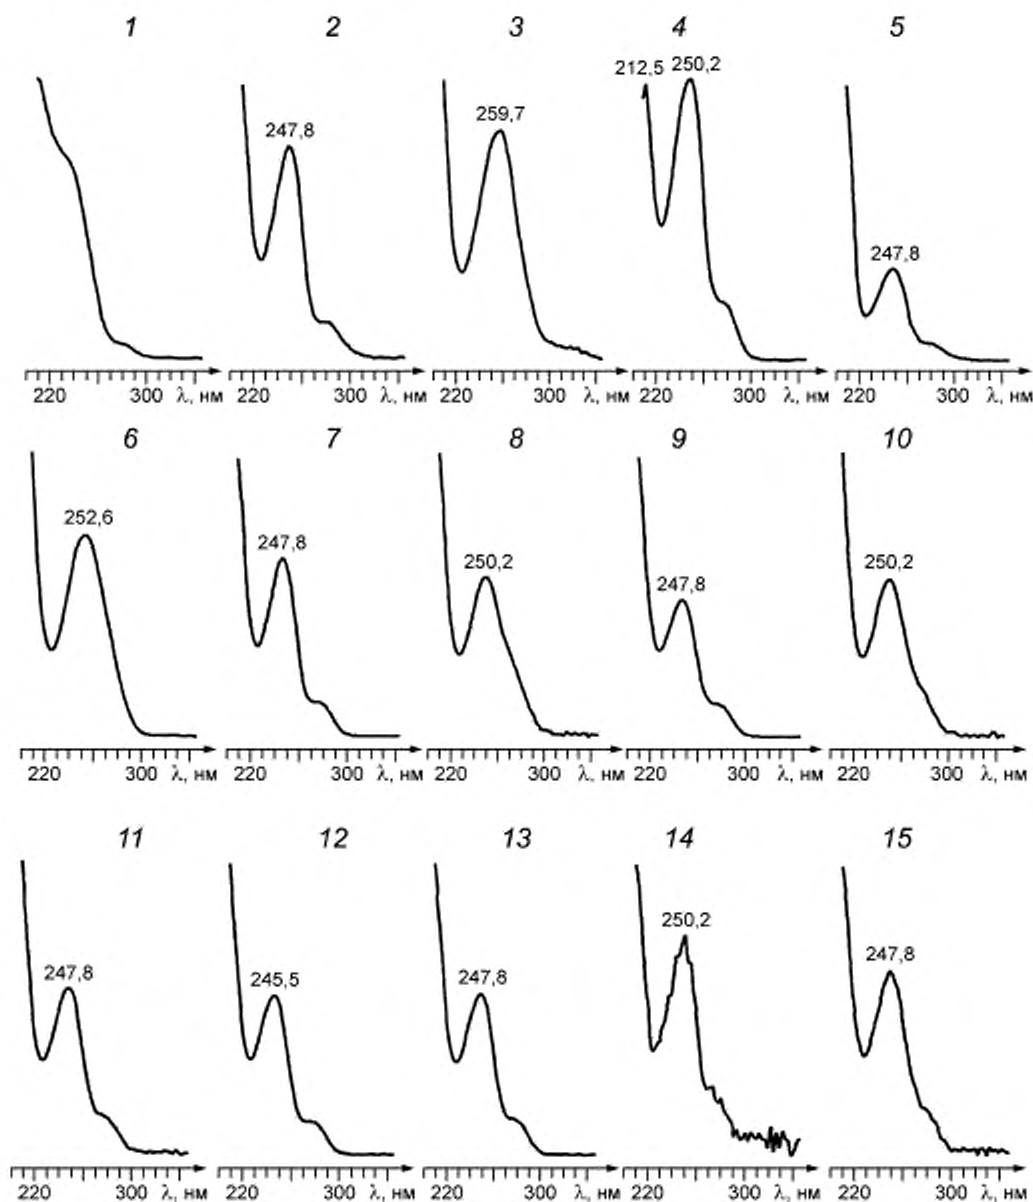 1 2 3 4 5
247,8 259,7 212,5 250,2 247,8
220 300 λ, нм 220 300 λ, нм 220 300 λ, нм 220 300 λ, нм 220 300 λ, нм
6 7 8 9 10
252,6 247,8 250,2 247,8 250,2
220 300 λ, нм 220 300 λ, нм 220 300 λ, нм 220 300 λ, нм 220 300 λ, нм
11 12 13 14 15
247,8 245,5 247,8 250,2 247,8
220 300 λ, нм 220 300 λ, нм 220 300 λ, нм 220 300 λ, нм 220 300 λ, нм